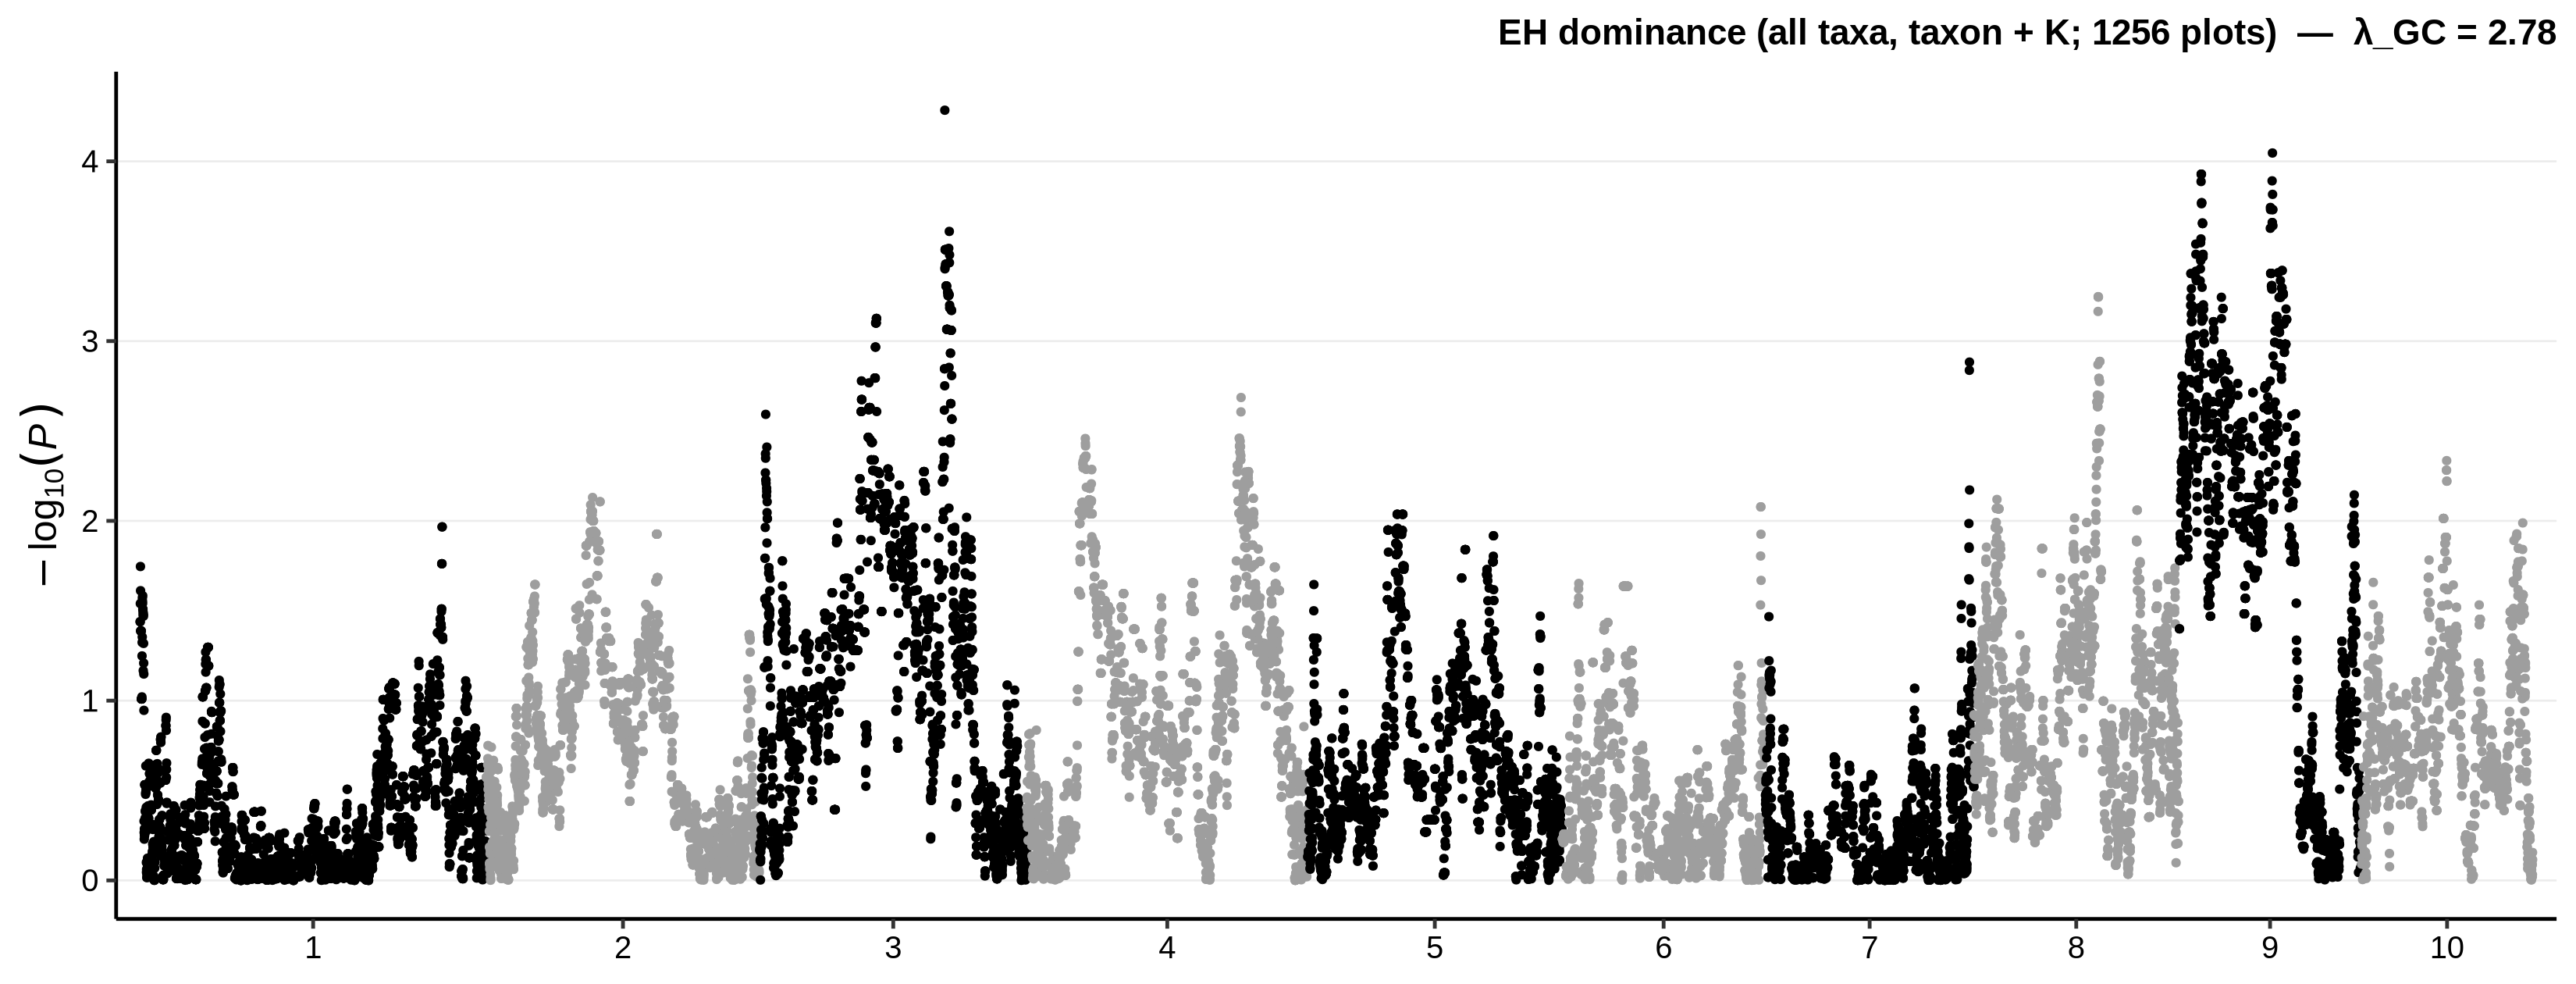 EH dominance (all taxa, taxon + K; 1256 plots) — λ_GC = 2.78
− log10(P)
4
3
2
1
0
1 2 3 4 5 6 7 8 9 10